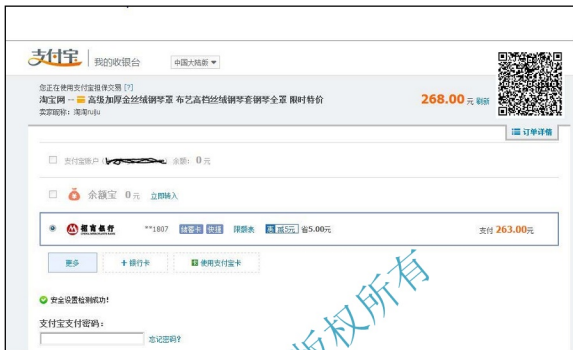 支付宝 我的收银台 中国大陆版
您正在使用支付宝担保交易 [?]
淘宝网 -- 高级加厚金丝绒钢琴罩 布艺高档丝绒钢琴套钢琴全罩 限时特价 268.00 元 刷新
卖家昵称：淘淘ruju
订单详情
支付宝账户 余额：0 元
余额宝 0 元 立即转入
招商银行 **1807 储蓄卡 快捷 限额表 惠 减5元 省5.00元 支付 263.00元
更多 + 银行卡 使用支付宝卡
安全设置检测成功！
支付宝支付密码：
忘记密码?
版权所有